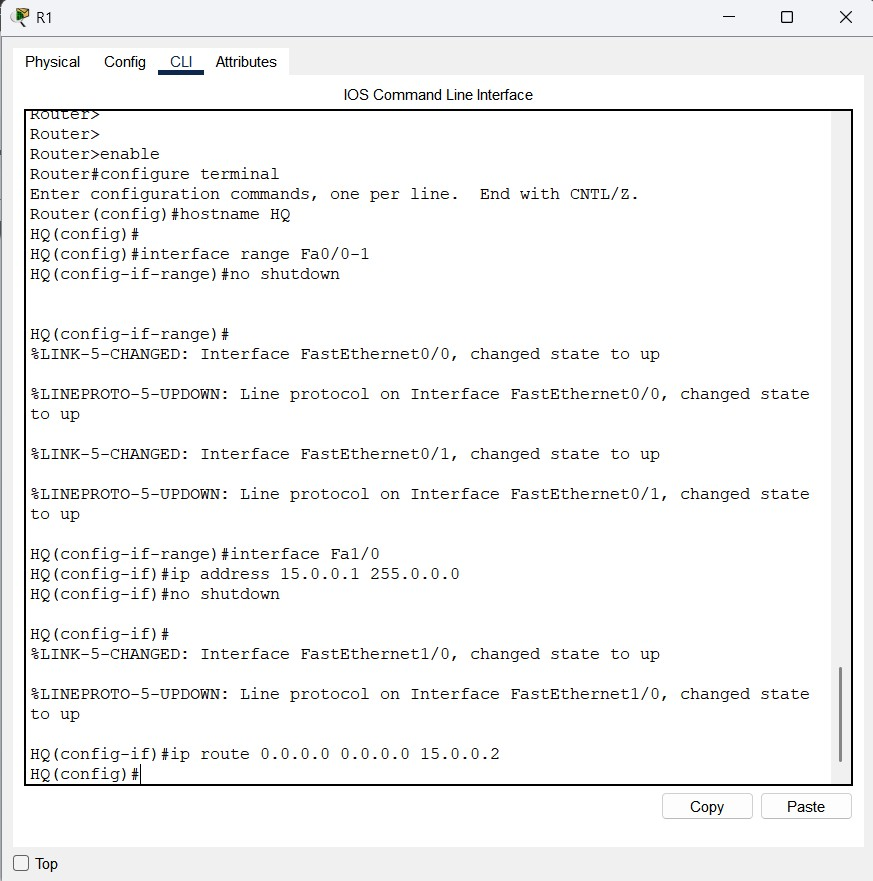 R1
Physical Config CLI Attributes
IOS Command Line Interface
Router>
Router>
Router>enable
Router#configure terminal
Enter configuration commands, one per line.  End with CNTL/Z.
Router(config)#hostname HQ
HQ(config)#
HQ(config)#interface range Fa0/0-1
HQ(config-if-range)#no shutdown
HQ(config-if-range)#
%LINK-5-CHANGED: Interface FastEthernet0/0, changed state to up
%LINEPROTO-5-UPDOWN: Line protocol on Interface FastEthernet0/0, changed state
to up
%LINK-5-CHANGED: Interface FastEthernet0/1, changed state to up
%LINEPROTO-5-UPDOWN: Line protocol on Interface FastEthernet0/1, changed state
to up
HQ(config-if-range)#interface Fa1/0
HQ(config-if)#ip address 15.0.0.1 255.0.0.0
HQ(config-if)#no shutdown
HQ(config-if)#
%LINK-5-CHANGED: Interface FastEthernet1/0, changed state to up
%LINEPROTO-5-UPDOWN: Line protocol on Interface FastEthernet1/0, changed state
to up
HQ(config-if)#ip route 0.0.0.0 0.0.0.0 15.0.0.2
HQ(config)#
Copy Paste
Top